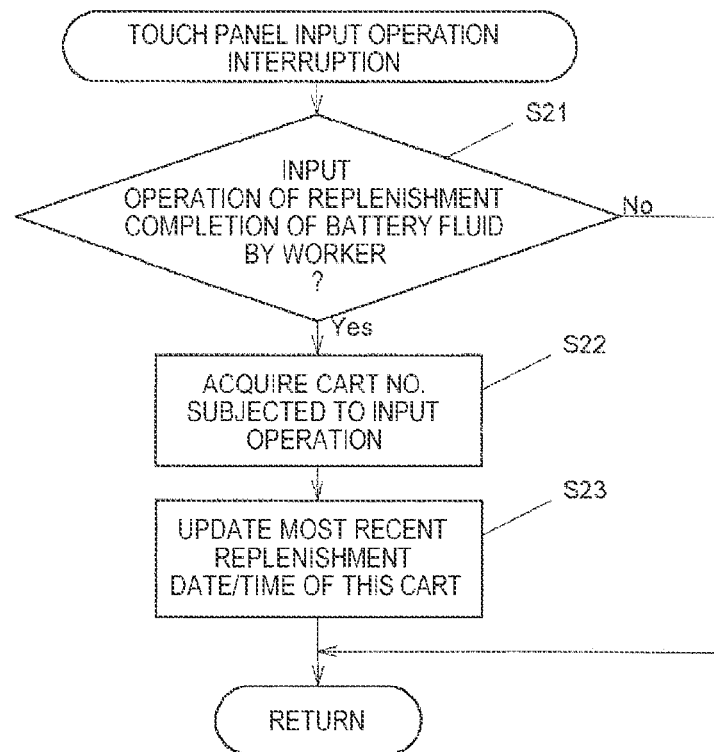 TOUCH PANEL INPUT OPERATION
INTERRUPTION
S21
INPUT
OPERATION OF REPLENISHMENT
COMPLETION OF BATTERY FLUID
BY WORKER
?
No
Yes
S22
ACQUIRE CART NO.
SUBJECTED TO INPUT
OPERATION
S23
UPDATE MOST RECENT
REPLENISHMENT
DATE/TIME OF THIS CART
RETURN